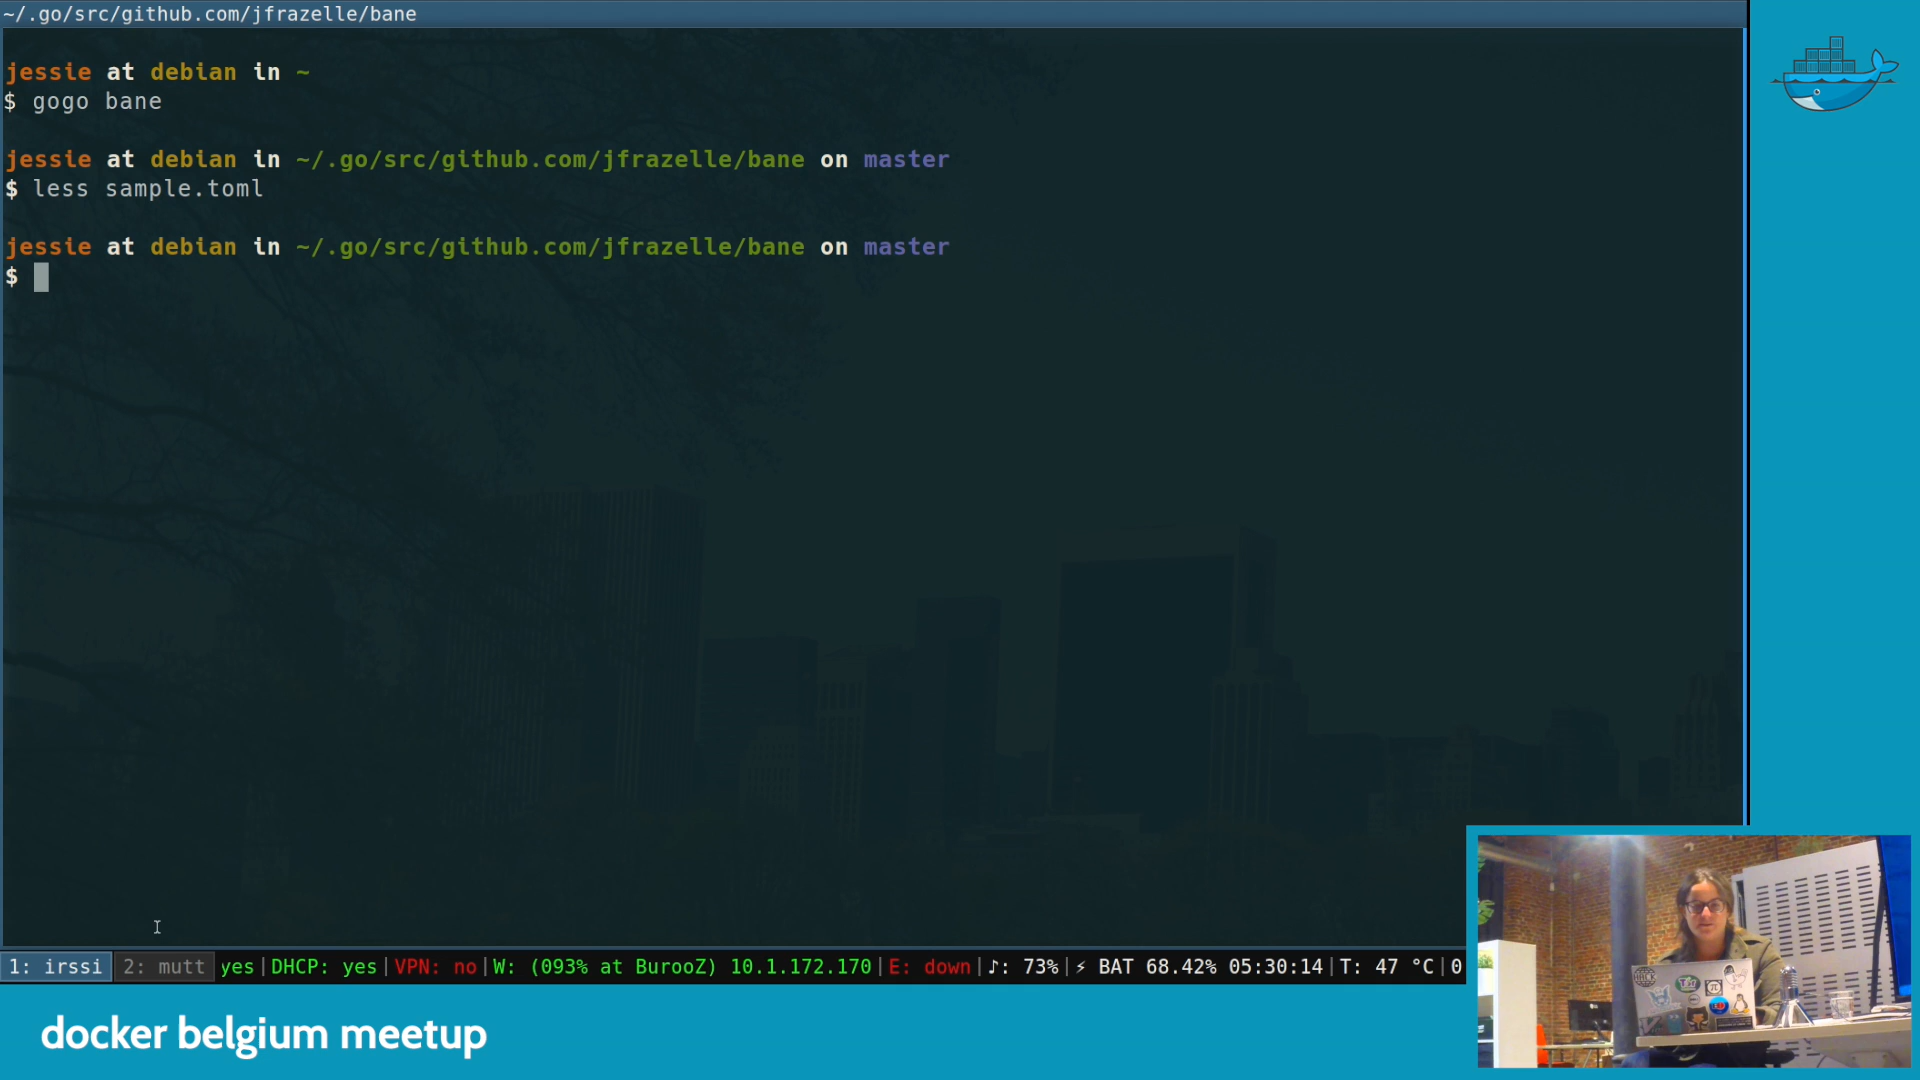 ~/.go/src/github.com/jfrazelle/bane
jessie at debian in ~
$ gogo bane
jessie at debian in ~/.go/src/github.com/jfrazelle/bane on master
$ less sample.toml
jessie at debian in ~/.go/src/github.com/jfrazelle/bane on master
$
1: irssi 2: mutt yes|DHCP: yes|VPN: no|W: (093% at BurooZ) 10.1.172.170|E: down|♪: 73%|⚡ BAT 68.42% 05:30:14|T: 47 °C|0
docker belgium meetup